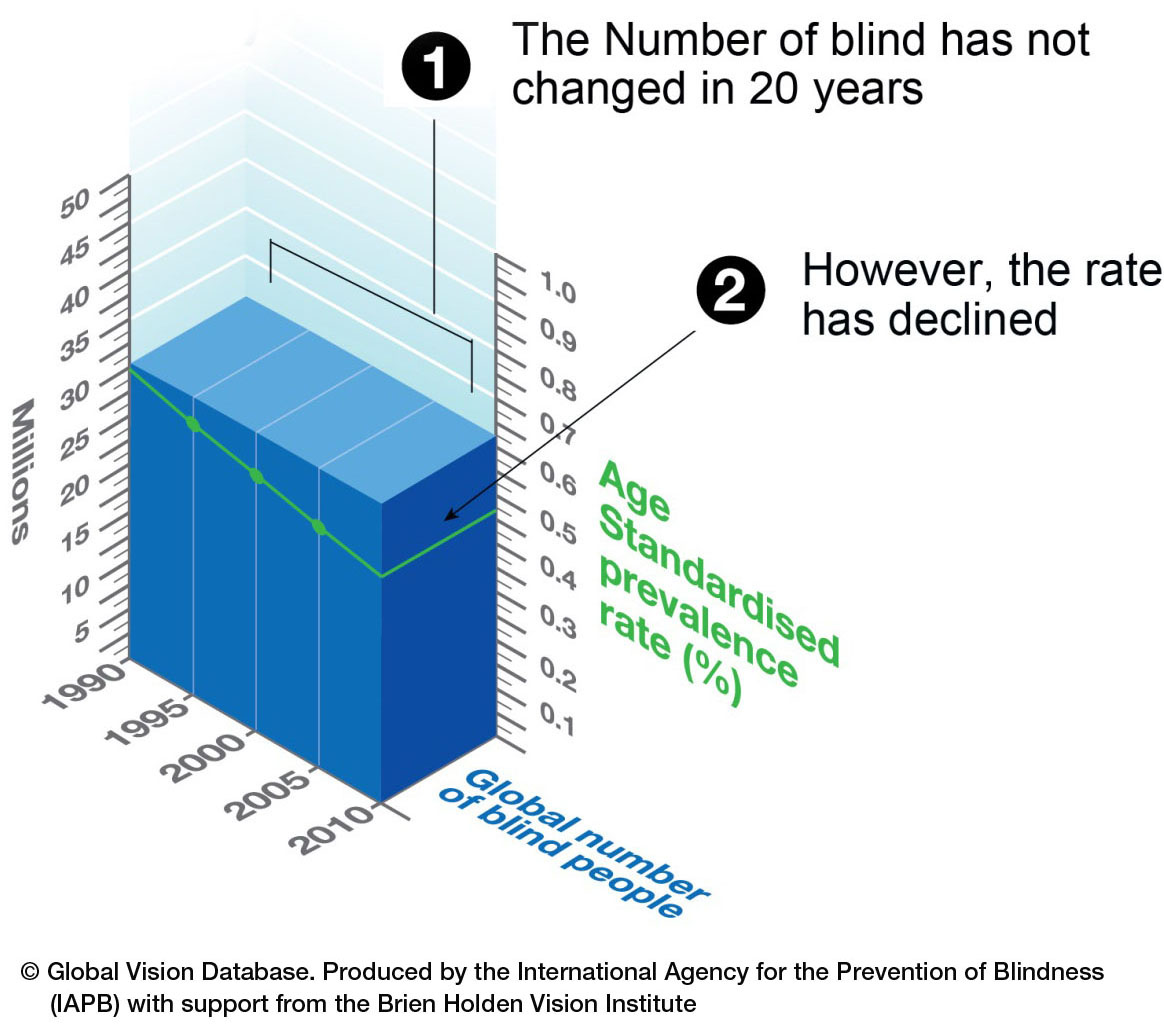 1
The Number of blind has not
changed in 20 years
2
However, the rate
has declined
Millions
50
45
40
35
30
25
20
15
10
5
1990
1995
2000
2005
2010
1.0
0.9
0.8
0.7
0.6
0.5
0.4
0.3
0.2
0.1
Age
Standardised
prevalence
rate (%)
Global number
of blind people
© Global Vision Database. Produced by the International Agency for the Prevention of Blindness
(IAPB) with support from the Brien Holden Vision Institute